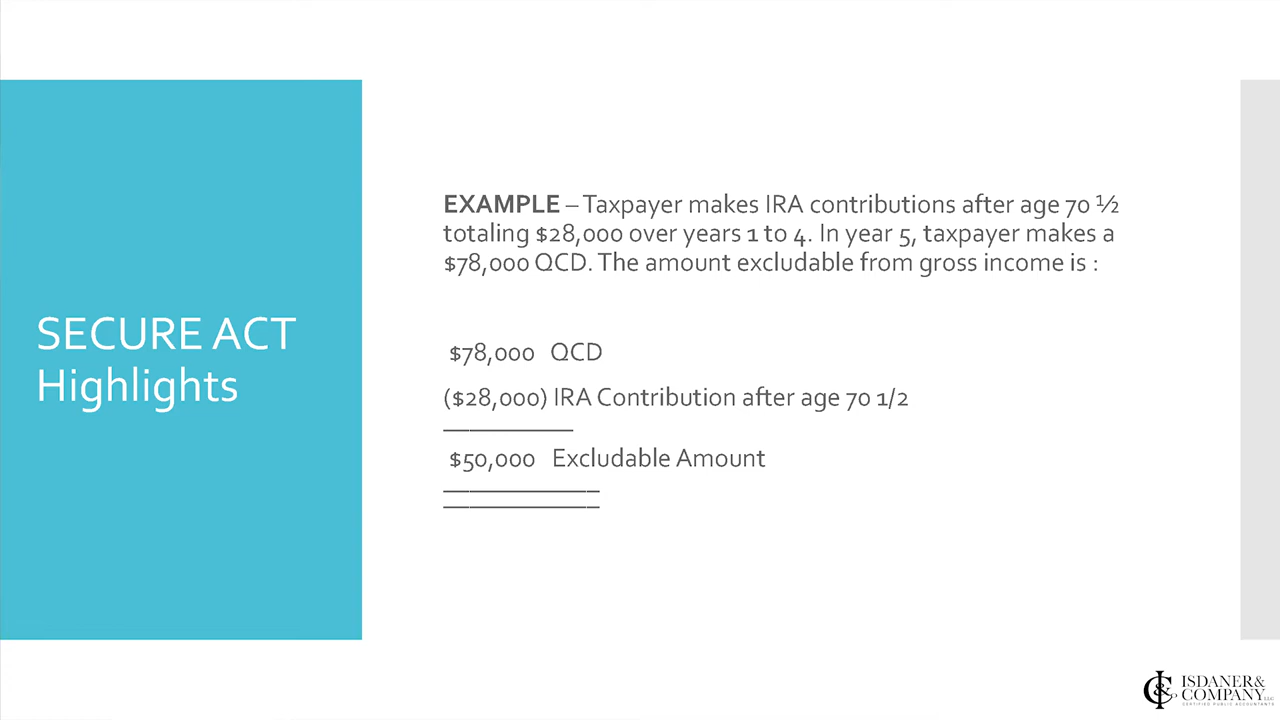 SECURE ACT
Highlights
EXAMPLE – Taxpayer makes IRA contributions after age 70 ½
totaling $28,000 over years 1 to 4. In year 5, taxpayer makes a
$78,000 QCD. The amount excludable from gross income is :
$78,000 QCD
($28,000) IRA Contribution after age 70 1/2
$50,000 Excludable Amount
ISDANER&
COMPANY LLC
CERTIFIED PUBLIC ACCOUNTANTS